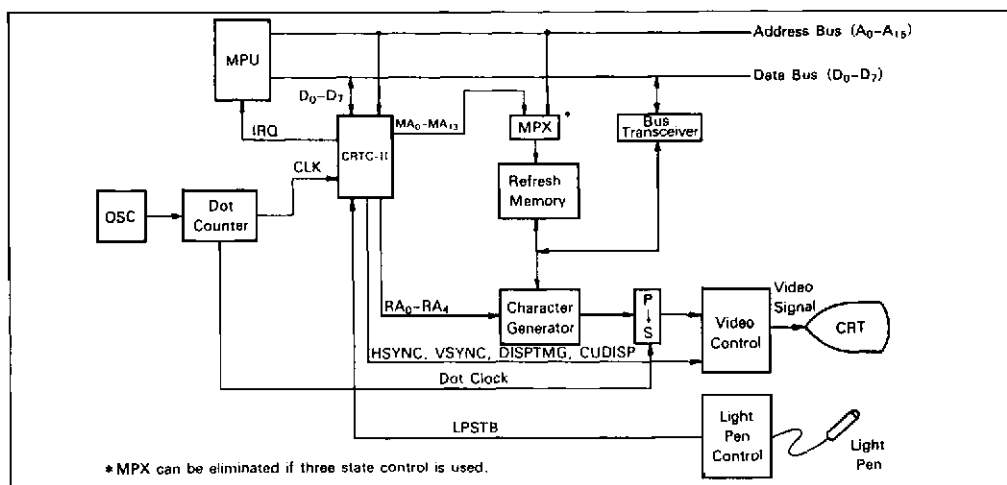 MPU
Address Bus (A0-A15)
Data Bus (D0-D7)
D0-D7
IRQ
CRTC-II
MA0-MA13
MPX
*
Bus
Transceiver
CLK
Refresh
Memory
OSC
Dot
Counter
RA0-RA4
Character
Generator
P
↓
S
Video
Control
Video
Signal
CRT
HSYNC, VSYNC, DISPTMG, CUDISP
Dot Clock
LPSTB
Light
Pen
Control
Light
Pen
* MPX can be eliminated if three state control is used.